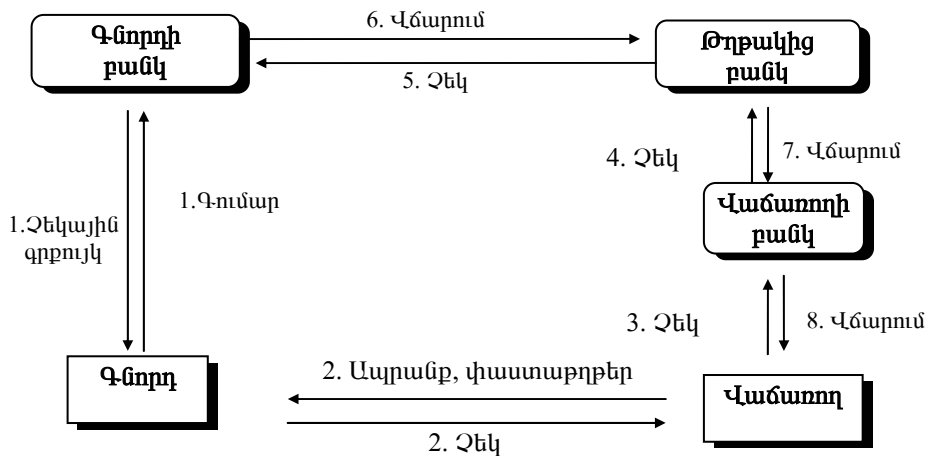 6. Վճարում
Գնորդի
բանկ
Թղթակից
բանկ
5. Չեկ
4. Չեկ
7. Վճարում
1.Գումար
1.Չեկային
գրքույկ
Վաճառողի
բանկ
3. Չեկ
8. Վճարում
Գնորդ
2. Ապրանք, փաստաթղթեր
Վաճառող
2. Չեկ